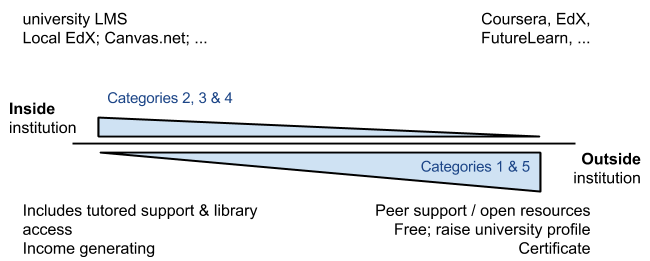 university LMS
Local EdX; Canvas.net; ...
Coursera, EdX,
FutureLearn, ...
Categories 2, 3 & 4
Inside
institution
Categories 1 & 5
Outside
institution
Includes tutored support & library
access
Income generating
Peer support / open resources
Free; raise university profile
Certificate